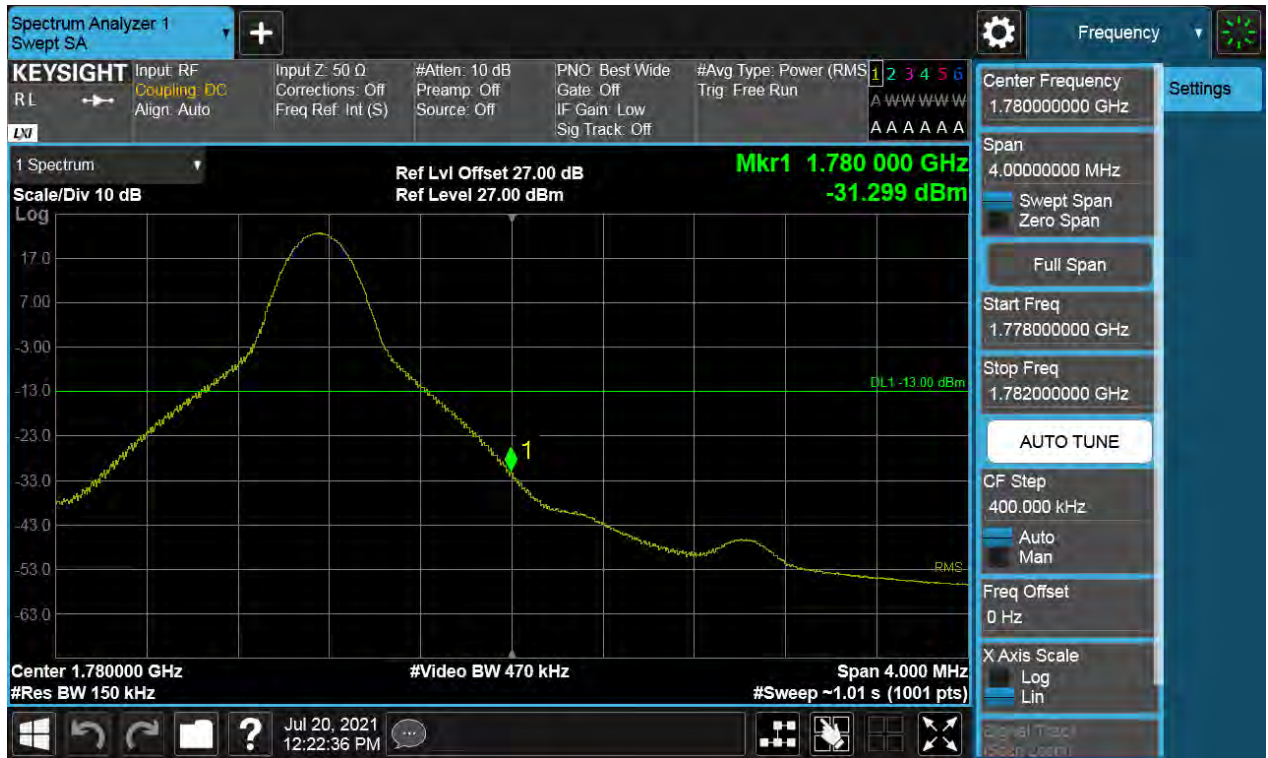 Spectrum Analyzer 1
Swept SA
+
Frequency
KEYSIGHT
R L
LXI
Input: RF
Coupling: DC
Align: Auto
Input Z: 50 Ω
Corrections: Off
Freq Ref: Int (S)
#Atten: 10 dB
Preamp: Off
Source: Off
PNO: Best Wide
Gate: Off
IF Gain: Low
Sig Track: Off
#Avg Type: Power (RMS
Trig: Free Run
1 2 3 4 5 6
A W W W W W
A A A A A A
1 Spectrum
Scale/Div 10 dB
Log
Ref Lvl Offset 27.00 dB
Ref Level 27.00 dBm
Mkr1 1.780 000 GHz
-31.299 dBm
17.0
7.00
-3.00
-13.0
-23.0
-33.0
-43.0
-53.0
-63.0
DL1 -13.00 dBm
1
RMS
Center 1.780000 GHz
#Res BW 150 kHz
#Video BW 470 kHz
Span 4.000 MHz
#Sweep ~1.01 s (1001 pts)
Center Frequency
1.780000000 GHz
Span
4.00000000 MHz
Swept Span
Zero Span
Full Span
Start Freq
1.778000000 GHz
Stop Freq
1.782000000 GHz
AUTO TUNE
CF Step
400.000 kHz
Auto
Man
Freq Offset
0 Hz
X Axis Scale
Log
Lin
Signal Track
(Span Zoom)
Settings
?
Jul 20, 2021
12:22:36 PM